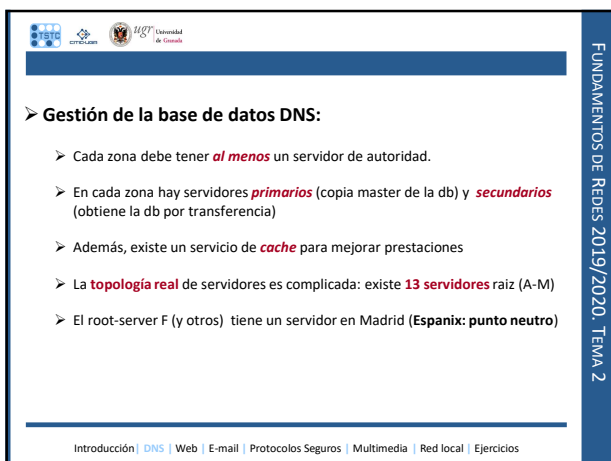 TSTC
CITIC-UGR
ugr
Universidad
de Granada
Gestión de la base de datos DNS:
Cada zona debe tener al menos un servidor de autoridad.
En cada zona hay servidores primarios (copia master de la db) y secundarios
(obtiene la db por transferencia)
Además, existe un servicio de cache para mejorar prestaciones
La topología real de servidores es complicada: existe 13 servidores raiz (A-M)
El root-server F (y otros) tiene un servidor en Madrid (Espanix: punto neutro)
Introducción | DNS | Web | E-mail | Protocolos Seguros | Multimedia | Red local | Ejercicios
FUNDAMENTOS DE REDES 2019/2020. TEMA 2